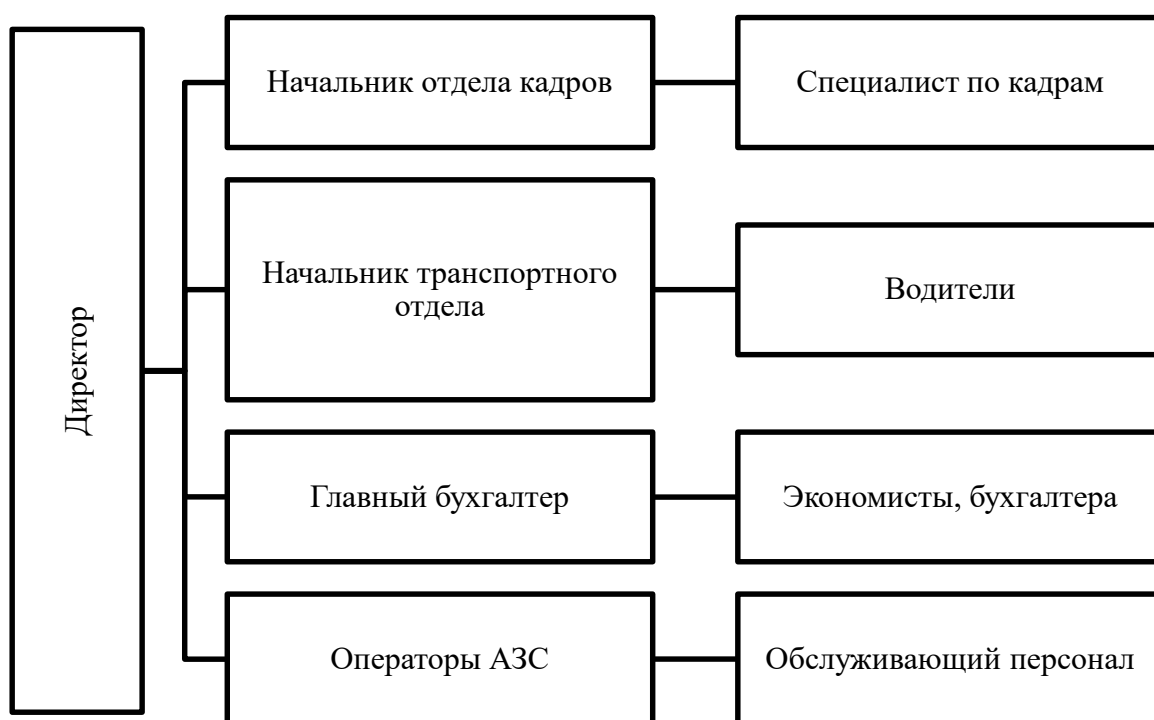 Директор
Начальник отдела кадров
Специалист по кадрам
Начальник транспортного
отдела
Водители
Главный бухгалтер
Экономисты, бухгалтера
Операторы АЗС
Обслуживающий персонал